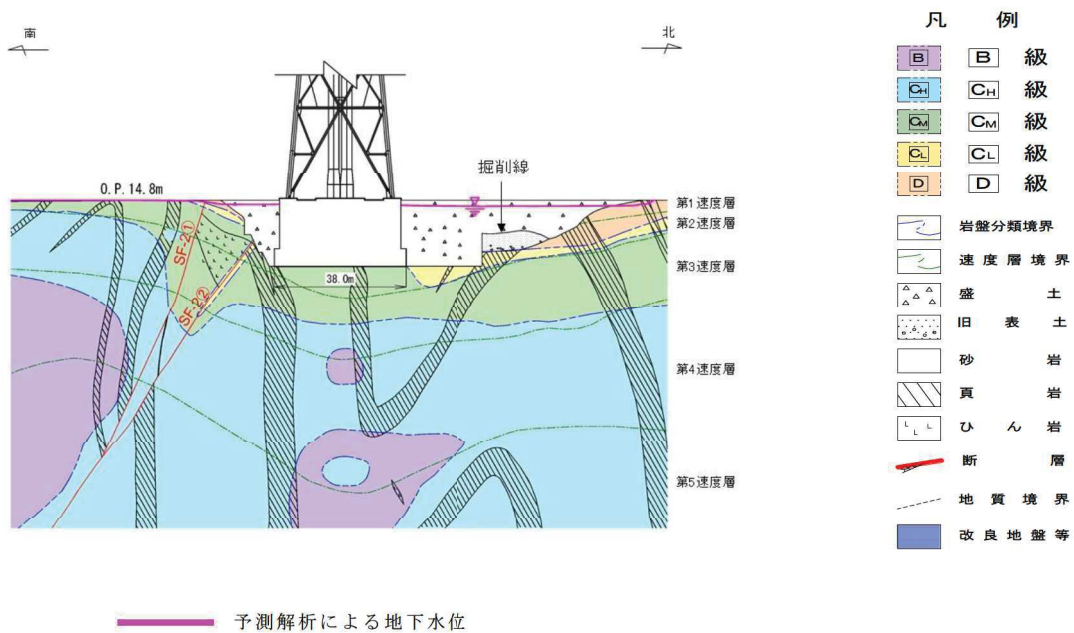 南
北
O.P.14.8m
掘削線
SF-2①
SF-2②
38.0m
第1速度層
第2速度層
第3速度層
第4速度層
第5速度層
凡 例
B B 級
CH CH 級
CM CM 級
CL CL 級
D D 級
岩盤分類境界
速度層境界
盛 土
旧 表 土
砂 岩
頁 岩
ひ ん 岩
断 層
地 質 境 界
改 良 地 盤 等
予測解析による地下水位